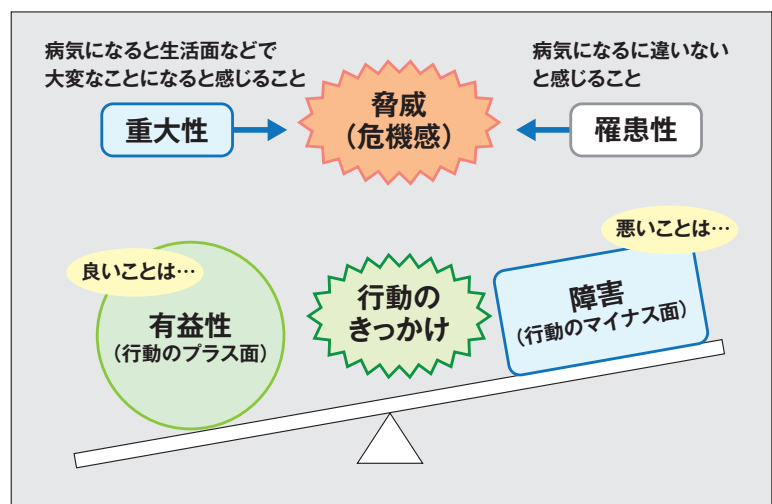 病気になると生活面などで
大変なことになると感じること
重大性
脅威
(危機感)
病気になるに違いない
と感じること
罹患性
良いことは…
有益性
(行動のプラス面)
行動の
きっかけ
悪いことは…
障害
(行動のマイナス面)